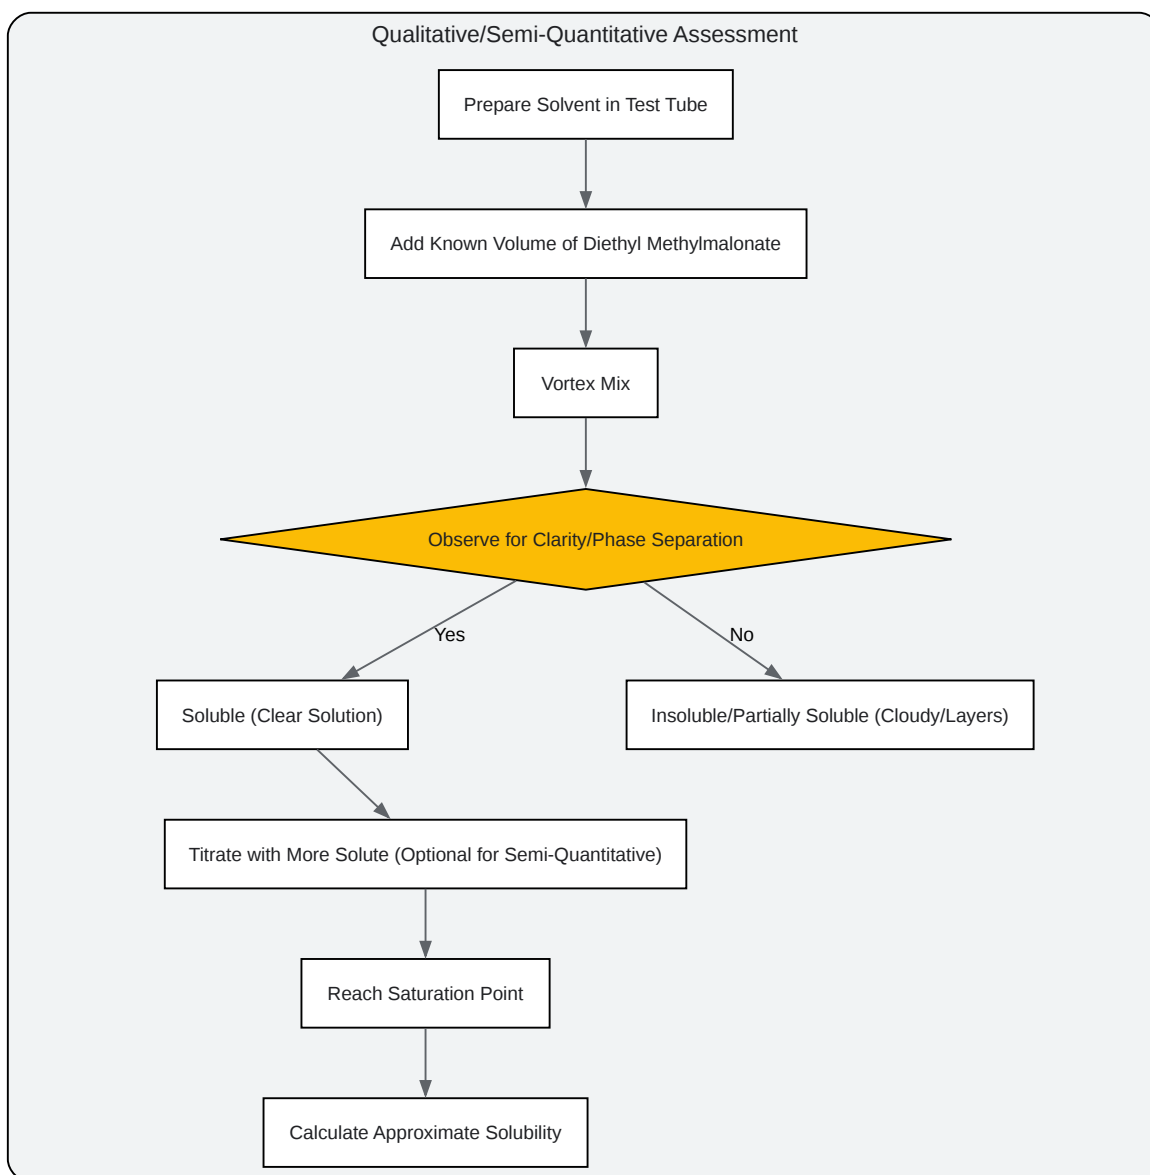 Qualitative/Semi-Quantitative Assessment
Prepare Solvent in Test Tube
Add Known Volume of Diethyl Methylmalonate
Vortex Mix
Observe for Clarity/Phase Separation
Yes
No
Soluble (Clear Solution)
Insoluble/Partially Soluble (Cloudy/Layers)
Titrate with More Solute (Optional for Semi-Quantitative)
Reach Saturation Point
Calculate Approximate Solubility